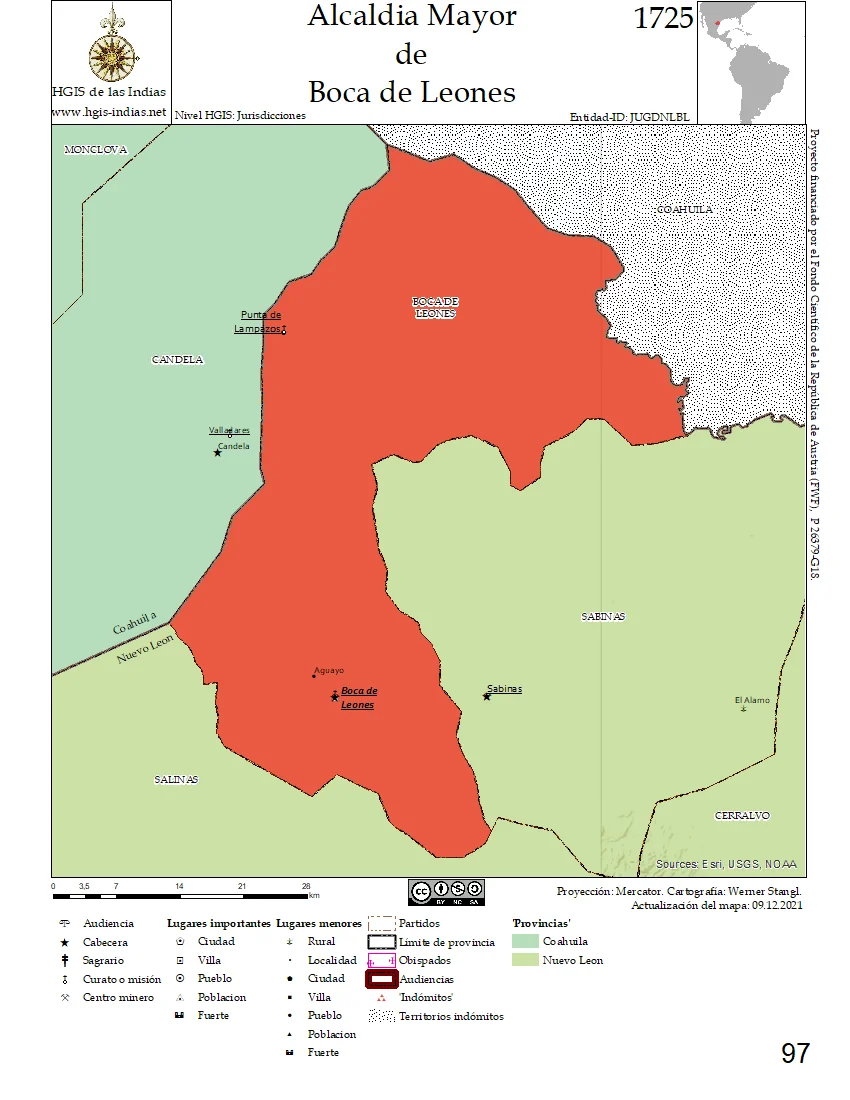 Alcaldia Mayor
de
Boca de Leones
1725
HGIS de las Indias
www.hgis-indias.net
Nivel HGIS: Jurisdicciones
Entidad-ID: JUGDNLBL
MONCLOVA
COAHUILA
BOCA DE
LEONES
Punta de
Lampazos
CANDELA
Valladares
Candela
Coahuila
Nuevo Leon
SABINAS
Aguayo
Boca de
Leones
Sabinas
El Alamo
SALINAS
CERRALVO
Sources: Esri, USGS, NOAA
Proyecto financiado por el Fondo Científico de la República de Austria (FWF), P 26379-G18.
0 3,5 7 14 21 28
km
CC BY NC SA
Proyección: Mercator. Cartografía: Werner Stangl.
Actualización del mapa: 09.12.2021
Audiencia
Cabecera
Sagrario
Curato o misión
Centro minero
Lugares importantes
Ciudad
Villa
Pueblo
Poblacion
Fuerte
Lugares menores
Rural
Localidad
Ciudad
Villa
Pueblo
Poblacion
Fuerte
Partidos
Límite de provincia
Obispados
Audiencias
'Indómitos'
Territorios indómitos
'Provincias'
Coahuila
Nuevo Leon
97